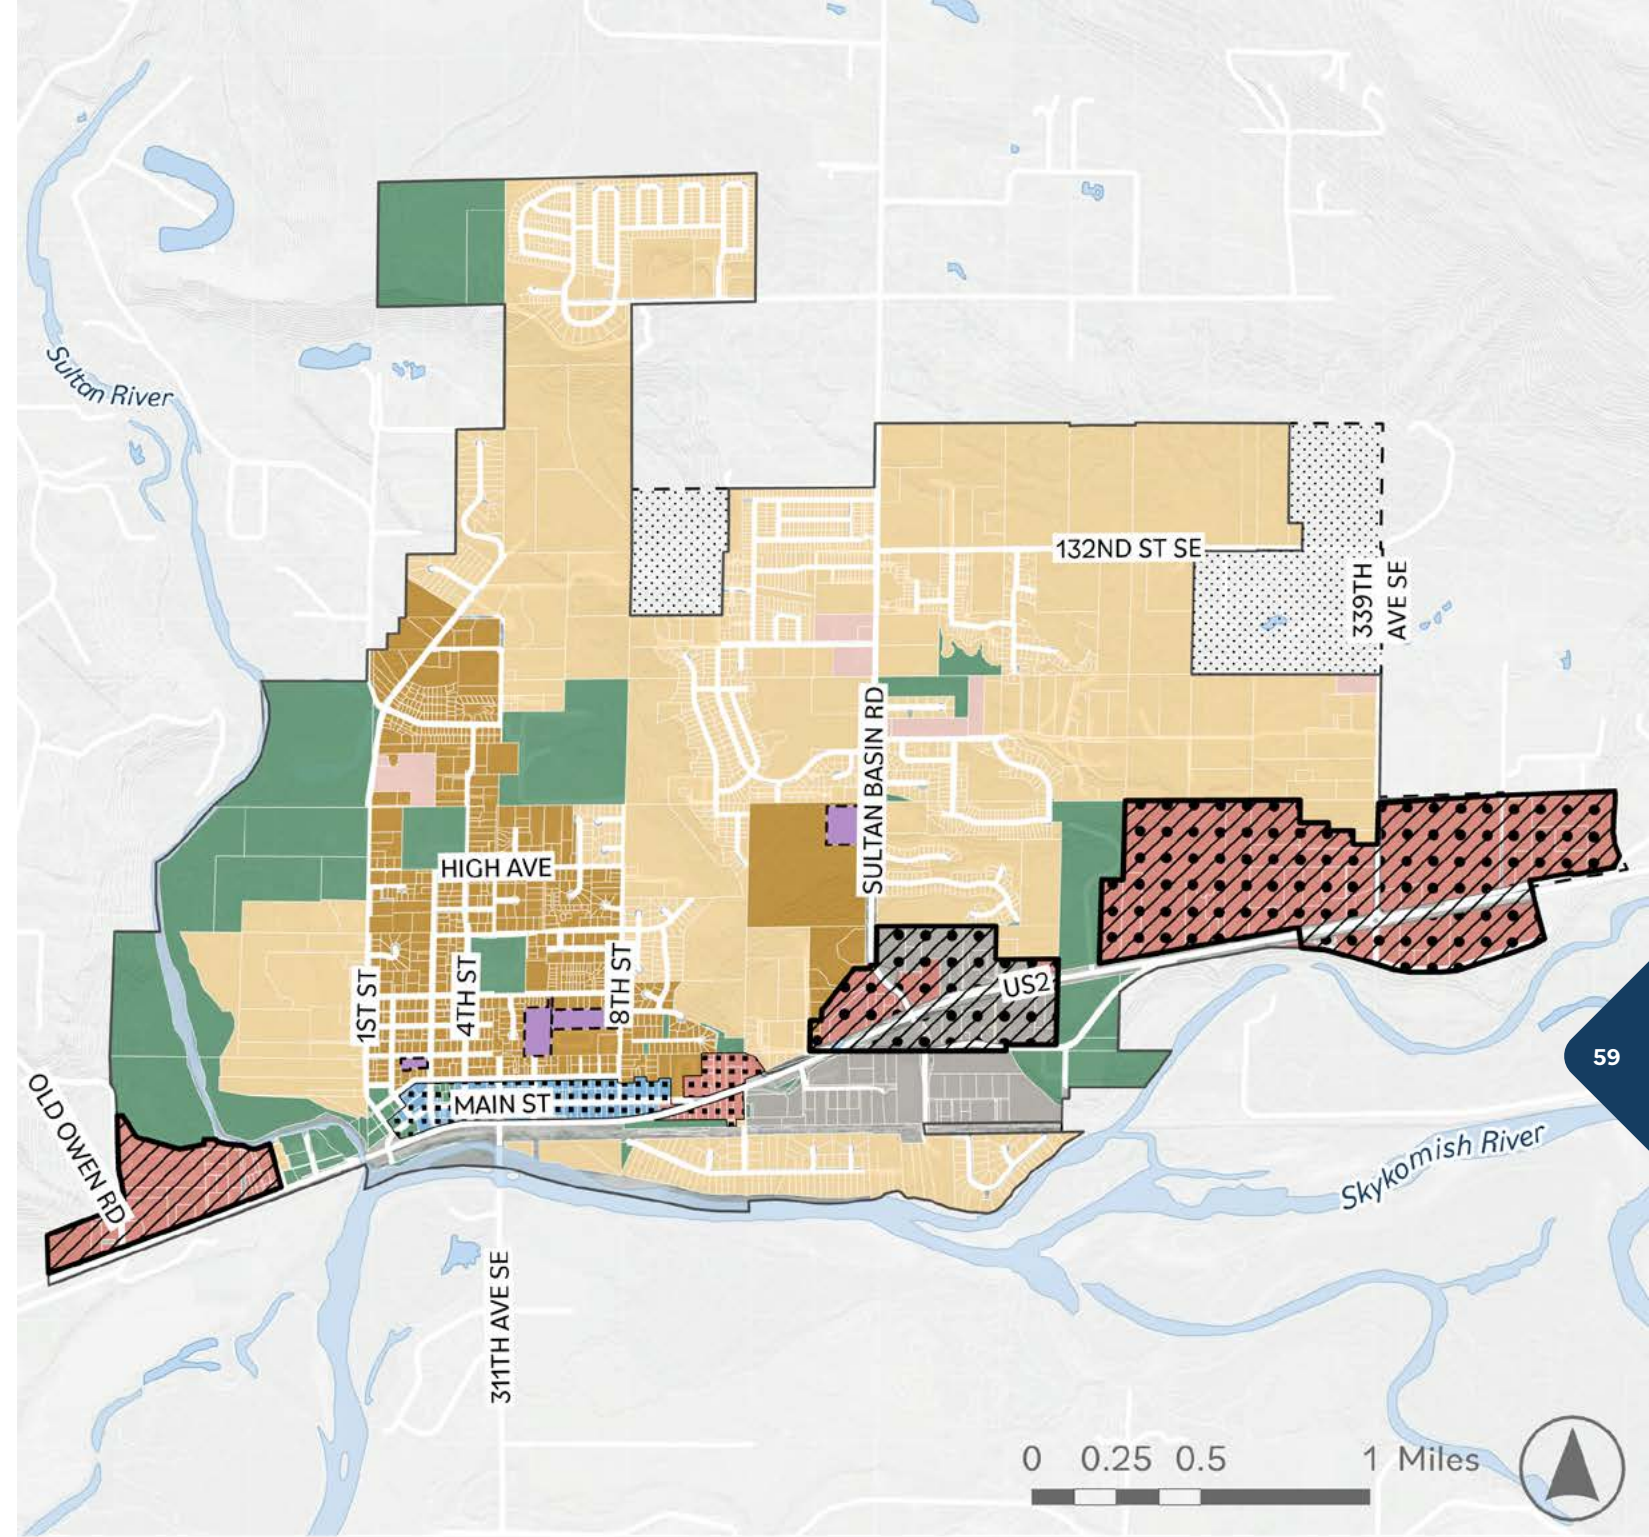 Sultan River
132ND ST SE
339TH
AVE SE
SULTAN BASIN RD
HIGH AVE
1ST ST
4TH ST
8TH ST
US2
59
MAIN ST
OLD OWEN RD
Skykomish River
311TH AVE SE
0 0.25 0.5 1 Miles